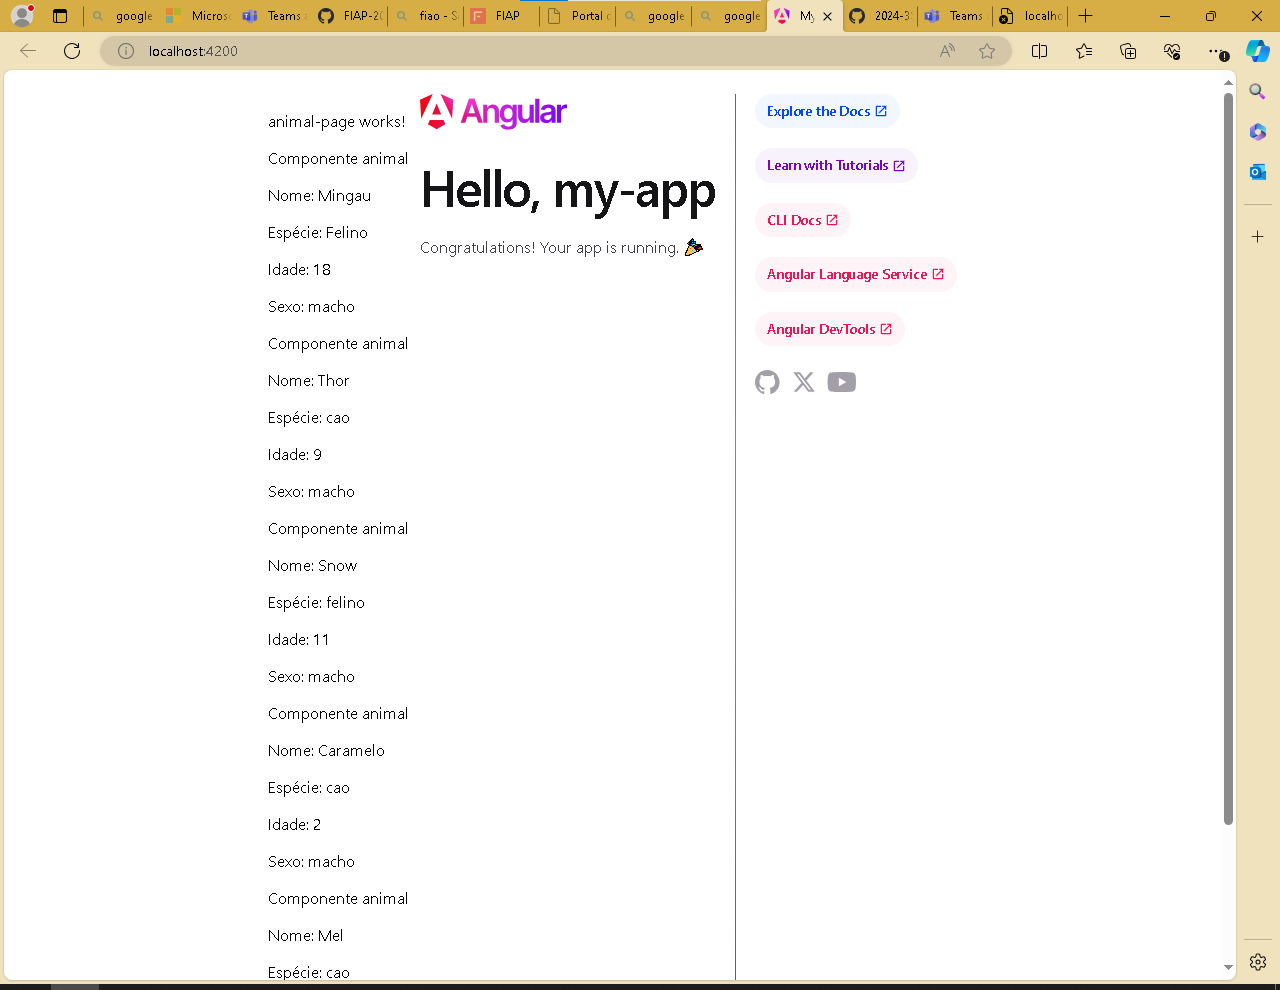 google
Micros
Teams
FIAP-20
fiao - S
FIAP
Portal d
google
google
My
2024-3
Teams
localho
localhost:4200
animal-page works!
Componente animal
Nome: Mingau
Espécie: Felino
Idade: 18
Sexo: macho
Componente animal
Nome: Thor
Espécie: cao
Idade: 9
Sexo: macho
Componente animal
Nome: Snow
Espécie: felino
Idade: 11
Sexo: macho
Componente animal
Nome: Caramelo
Espécie: cao
Idade: 2
Sexo: macho
Componente animal
Nome: Mel
Espécie: cao
Angular
Hello, my-app
Congratulations! Your app is running. 🎉
Explore the Docs
Learn with Tutorials
CLI Docs
Angular Language Service
Angular DevTools